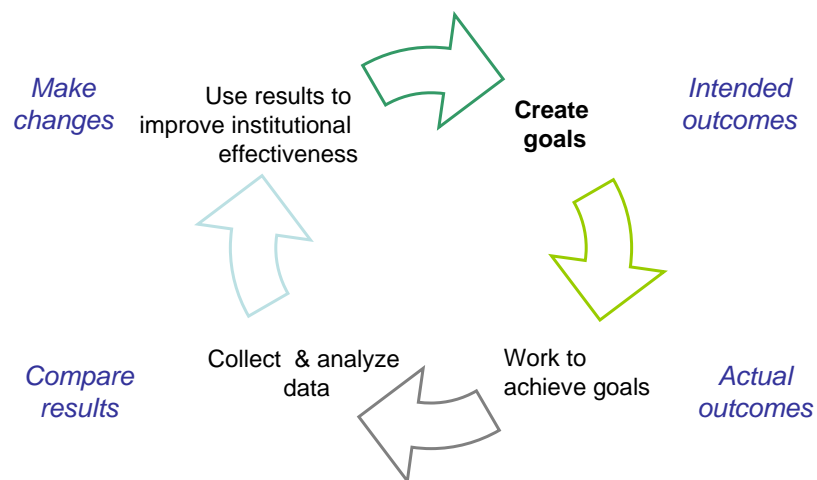 Make
changes
Use results to
improve institutional
effectiveness
Create
goals
Intended
outcomes
Compare
results
Collect & analyze
data
Work to
achieve goals
Actual
outcomes